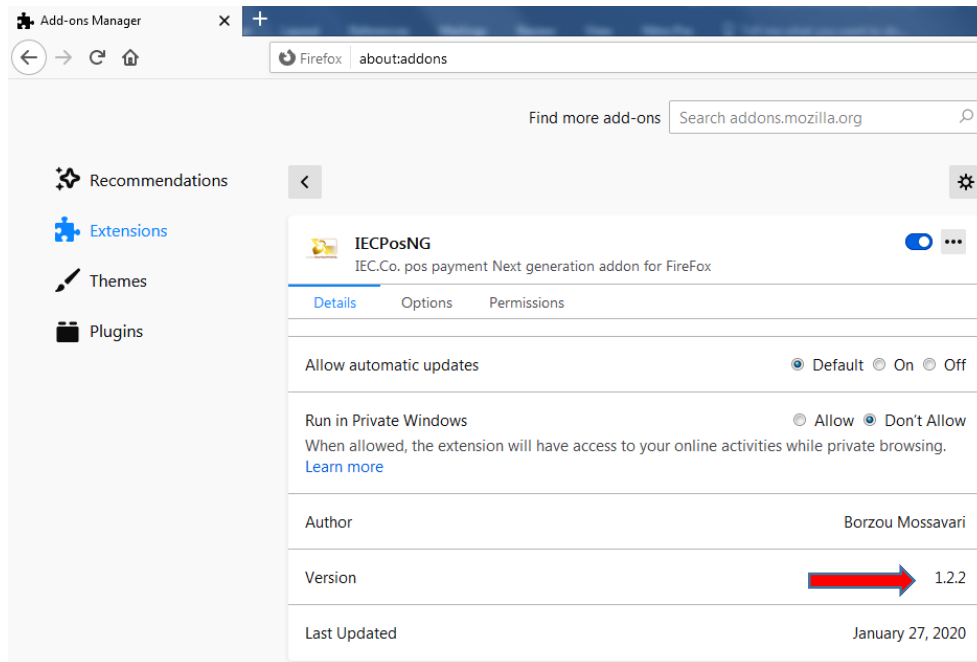 Add-ons Manager
Firefox about:addons
Find more add-ons Search addons.mozilla.org
Recommendations
Extensions
Themes
Plugins
IECPosNG
IEC.Co. pos payment Next generation addon for FireFox
Details Options Permissions
Allow automatic updates Default On Off
Run in Private Windows Allow Don't Allow
When allowed, the extension will have access to your online activities while private browsing.
Learn more
Author Borzou Mossavari
Version 1.2.2
Last Updated January 27, 2020